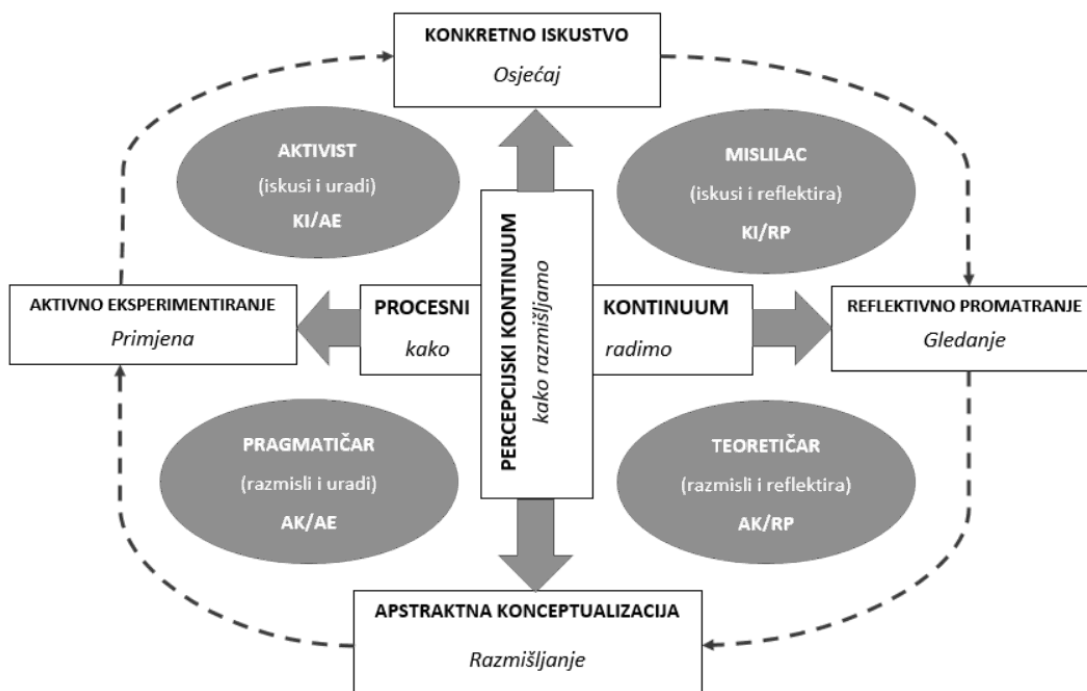 KONKRETNO ISKUSTVO
Osjećaj
AKTIVIST
(iskusi i uradi)
KI/AE
MISLILAC
(iskusi i reflektira)
KI/RP
AKTIVNO EKSPERIMENTIRANJE
Primjena
PROCESNI
kako
PERCEPCIJSKI KONTINUUM
kako razmišljamo
KONTINUUM
radimo
REFLEKTIVNO PROMATRANJE
Gledanje
PRAGMATIČAR
(razmisli i uradi)
AK/AE
TEORETIČAR
(razmisli i reflektira)
AK/RP
APSTRAKTNA KONCEPTUALIZACIJA
Razmišljanje